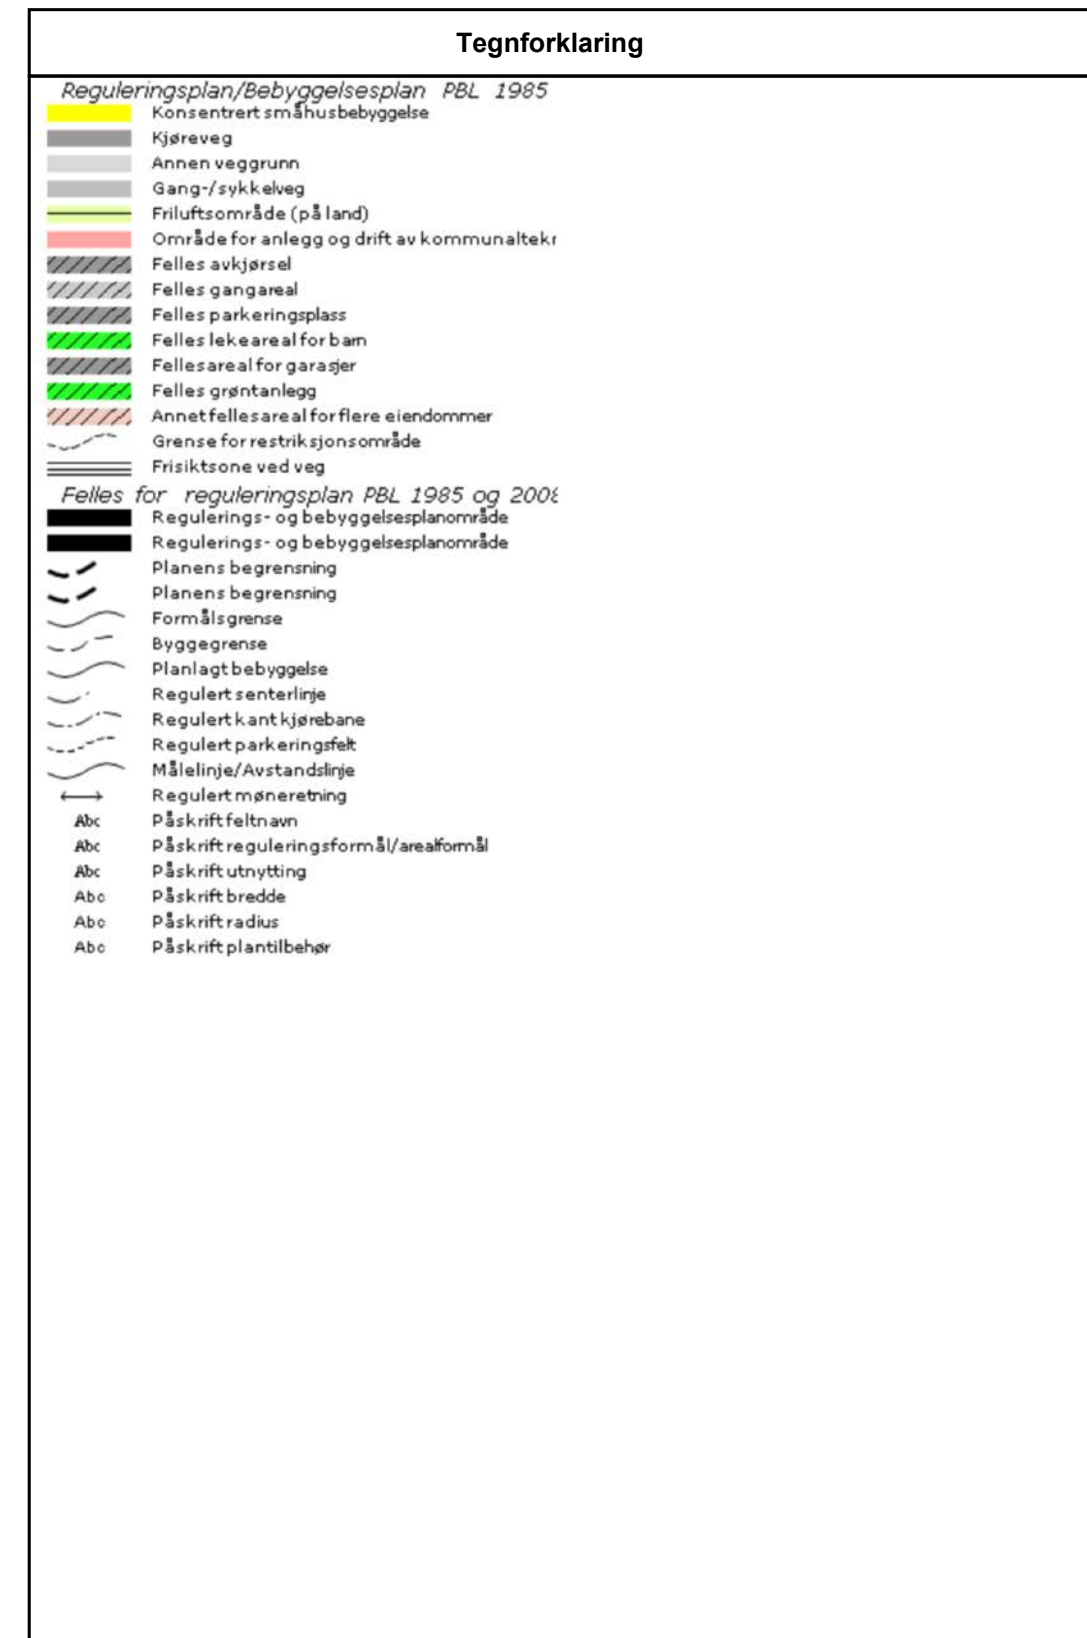 Tegnforklaring
Reguleringsplan/Bebyggelsesplan PBL 1985
Konsentrert småhusbebyggelse
Kjøreveg
Annen veggrunn
Gang-/sykkelveg
Friluftsområde (på land)
Område for anlegg og drift av kommunaltekr
Felles avkjørsel
Felles gangareal
Felles parkeringsplass
Felles lekeareal for barn
Fellesareal for garasjer
Felles grøntanlegg
Annet fellesareal for flere eiendommer
Grense for restriksjonsområde
Frisiktsone ved veg
Felles for reguleringsplan PBL 1985 og 2008
Regulerings- og bebyggelsesplanområde
Regulerings- og bebyggelsesplanområde
Planens begrensning
Planens begrensning
Formålsgrense
Byggegrense
Planlagt bebyggelse
Regulert senterlinje
Regulert kant kjørebane
Regulert parkeringsfelt
Målelinje/Avstandslinje
Regulert møneretning
Abc Påskrift feltnavn
Abc Påskrift reguleringsformål/arealformål
Abc Påskrift utnytting
Abc Påskrift bredde
Abc Påskrift radius
Abc Påskrift plantilbehør